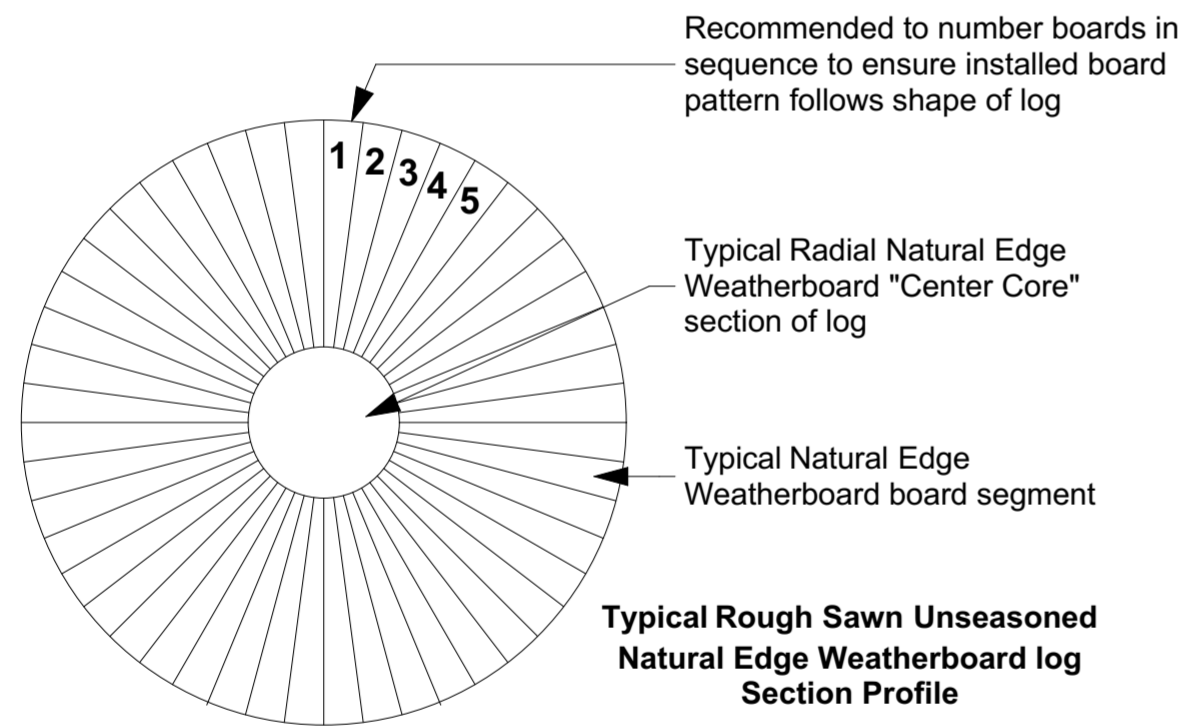 Recommended to number boards in
sequence to ensure installed board
pattern follows shape of log
1 2 3 4 5
Typical Radial Natural Edge
Weatherboard "Center Core"
section of log
Typical Natural Edge
Weatherboard board segment
Typical Rough Sawn Unseasoned
Natural Edge Weatherboard log
Section Profile